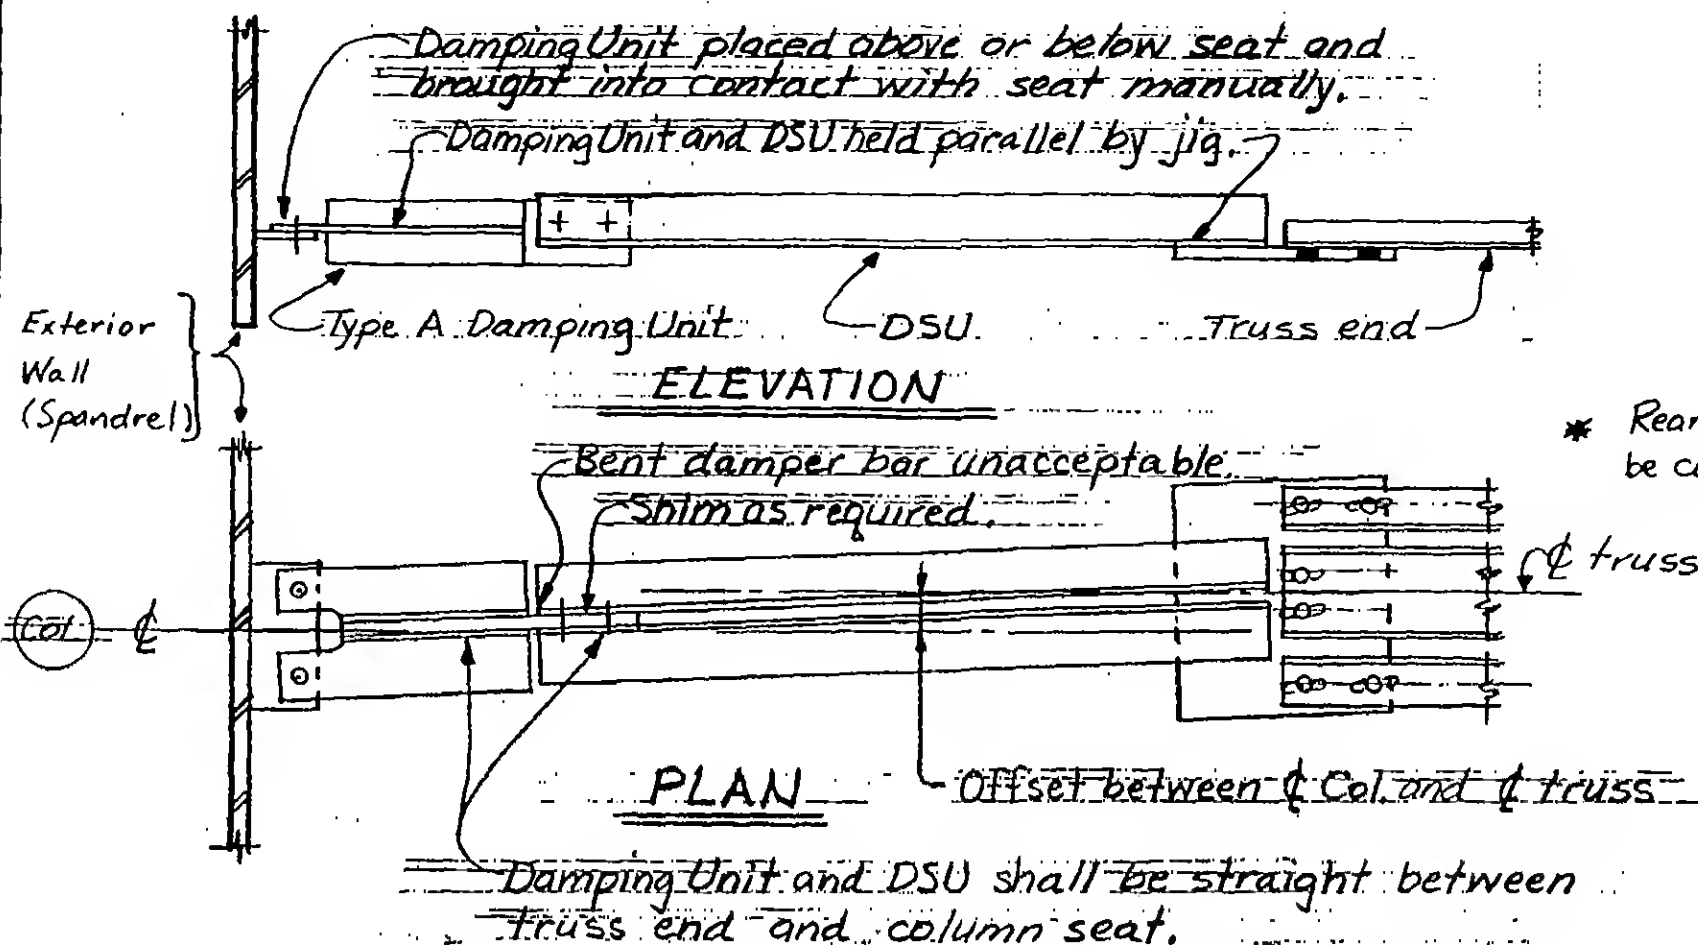 Damping Unit placed above or below seat and
brought into contact with seat manually.
Damping Unit and DSU held parallel by jig.
Exterior
Wall
(Spandrel)
Type A Damping Unit
DSU
Truss end
ELEVATION
* Rear
be co
Bent damper bar unacceptable.
Shim as required.
℄ truss
Col ℄
PLAN
Offset between ℄ Col. and ℄ truss
Damping Unit and DSU shall be straight between
truss end and column seat.